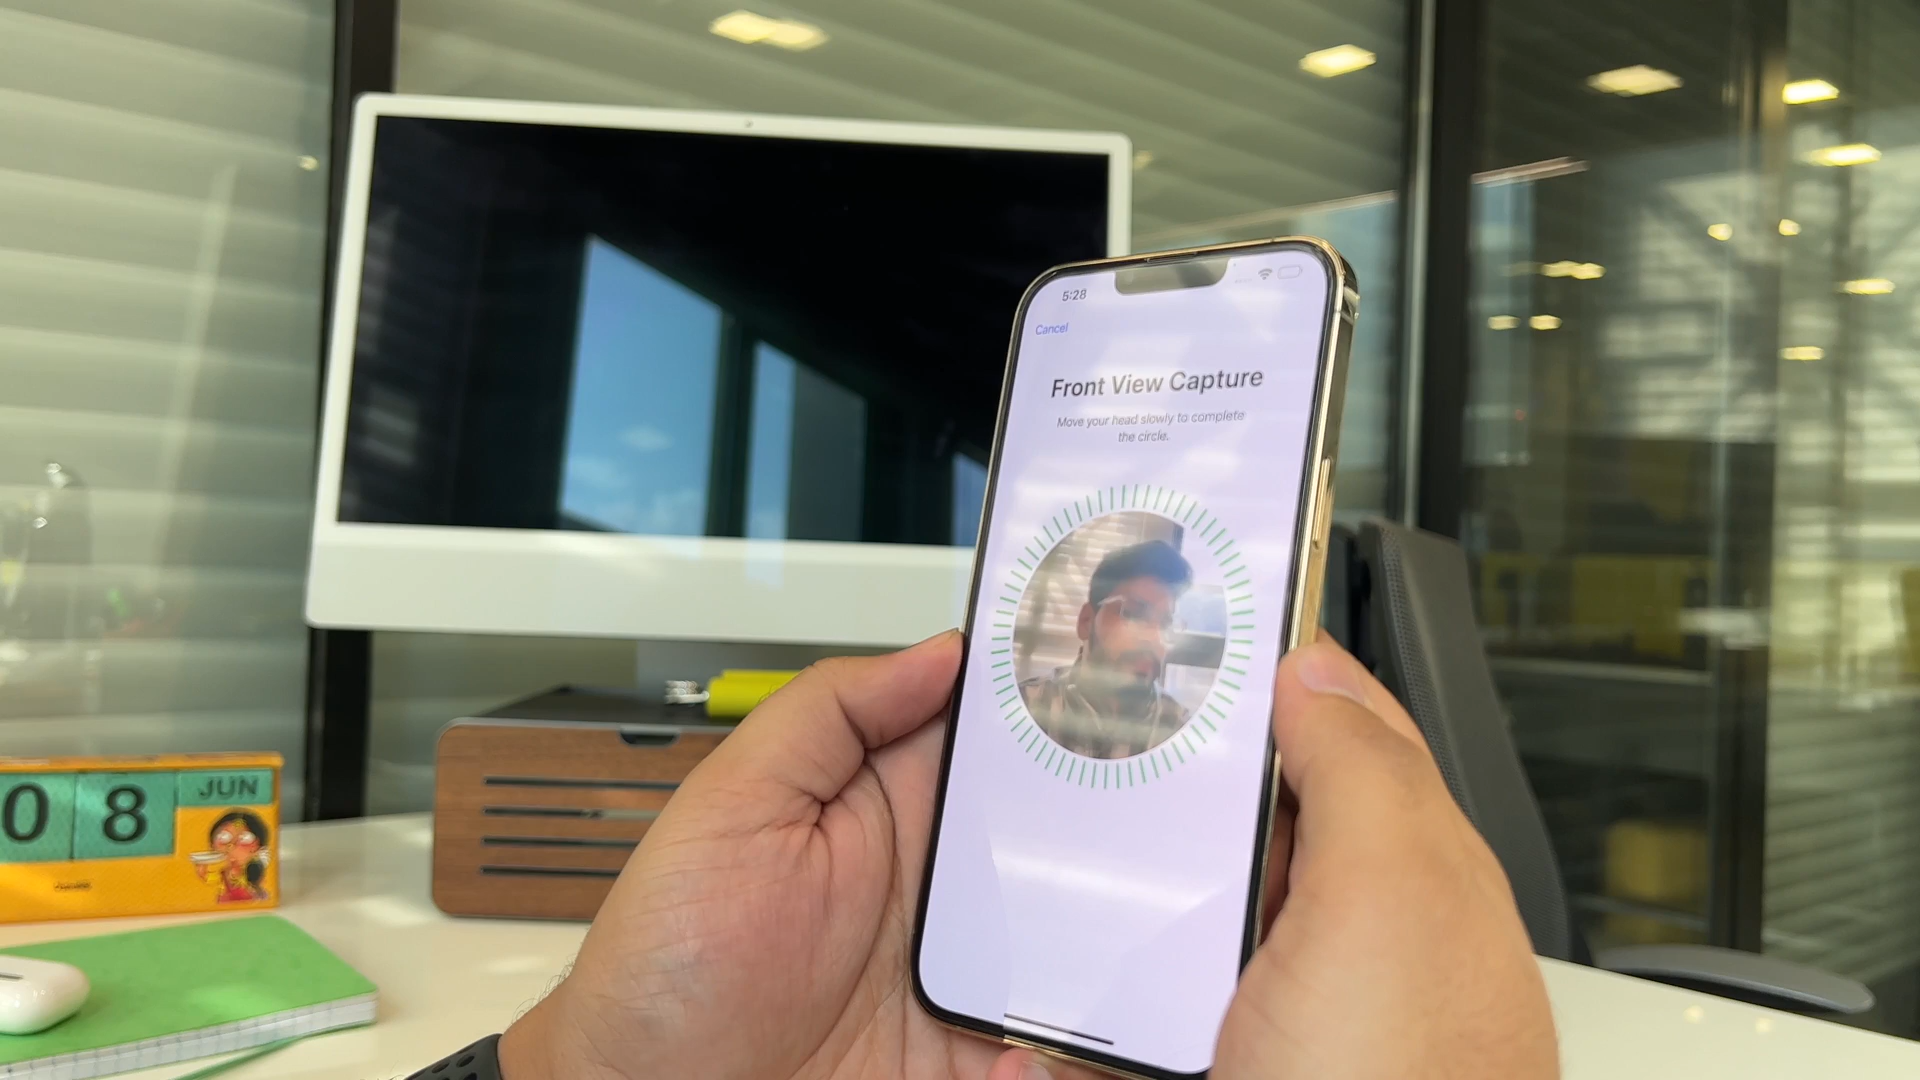 5:28
Cancel
Front View Capture
Move your head slowly to complete
the circle.
08 JUN